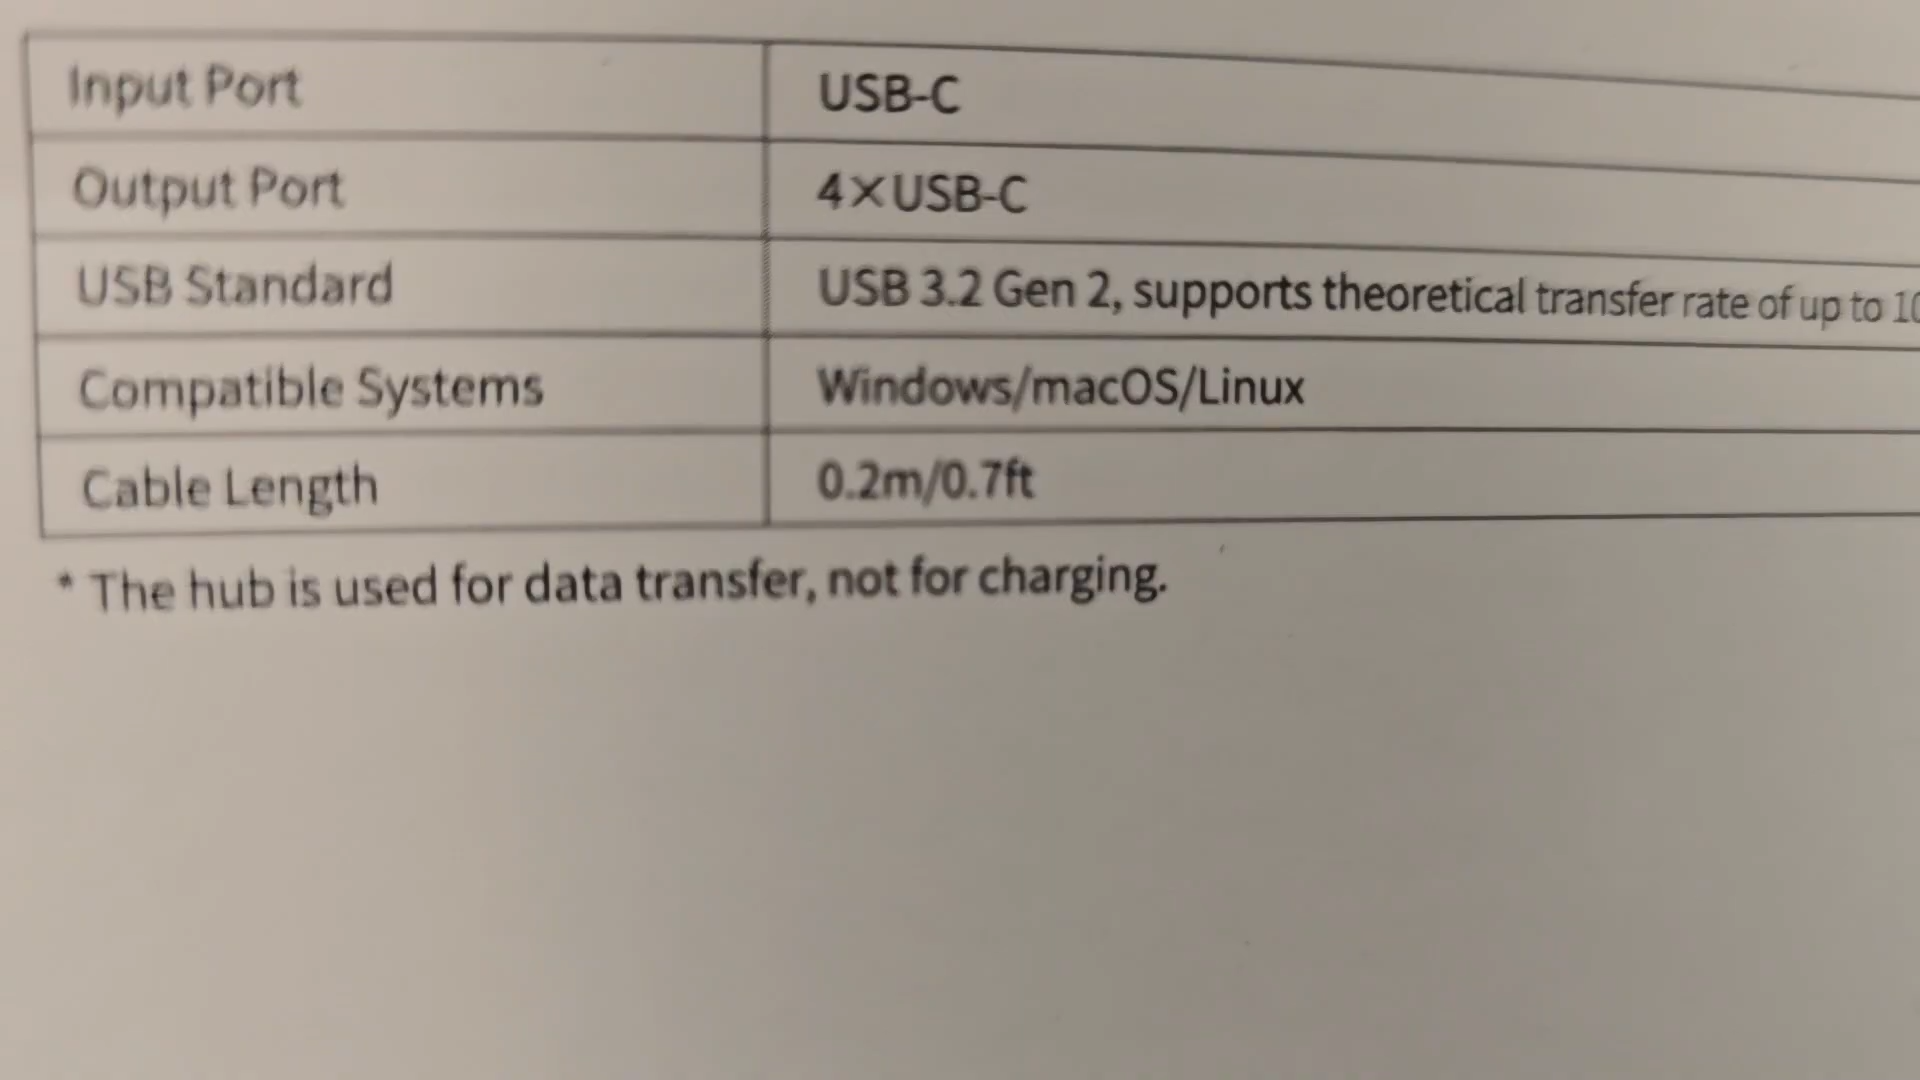 Input Port USB-C
Output Port 4×USB-C
USB Standard USB 3.2 Gen 2, supports theoretical transfer rate of up to
Compatible Systems Windows/macOS/Linux
Cable Length 0.2m/0.7ft
* The hub is used for data transfer, not for charging.